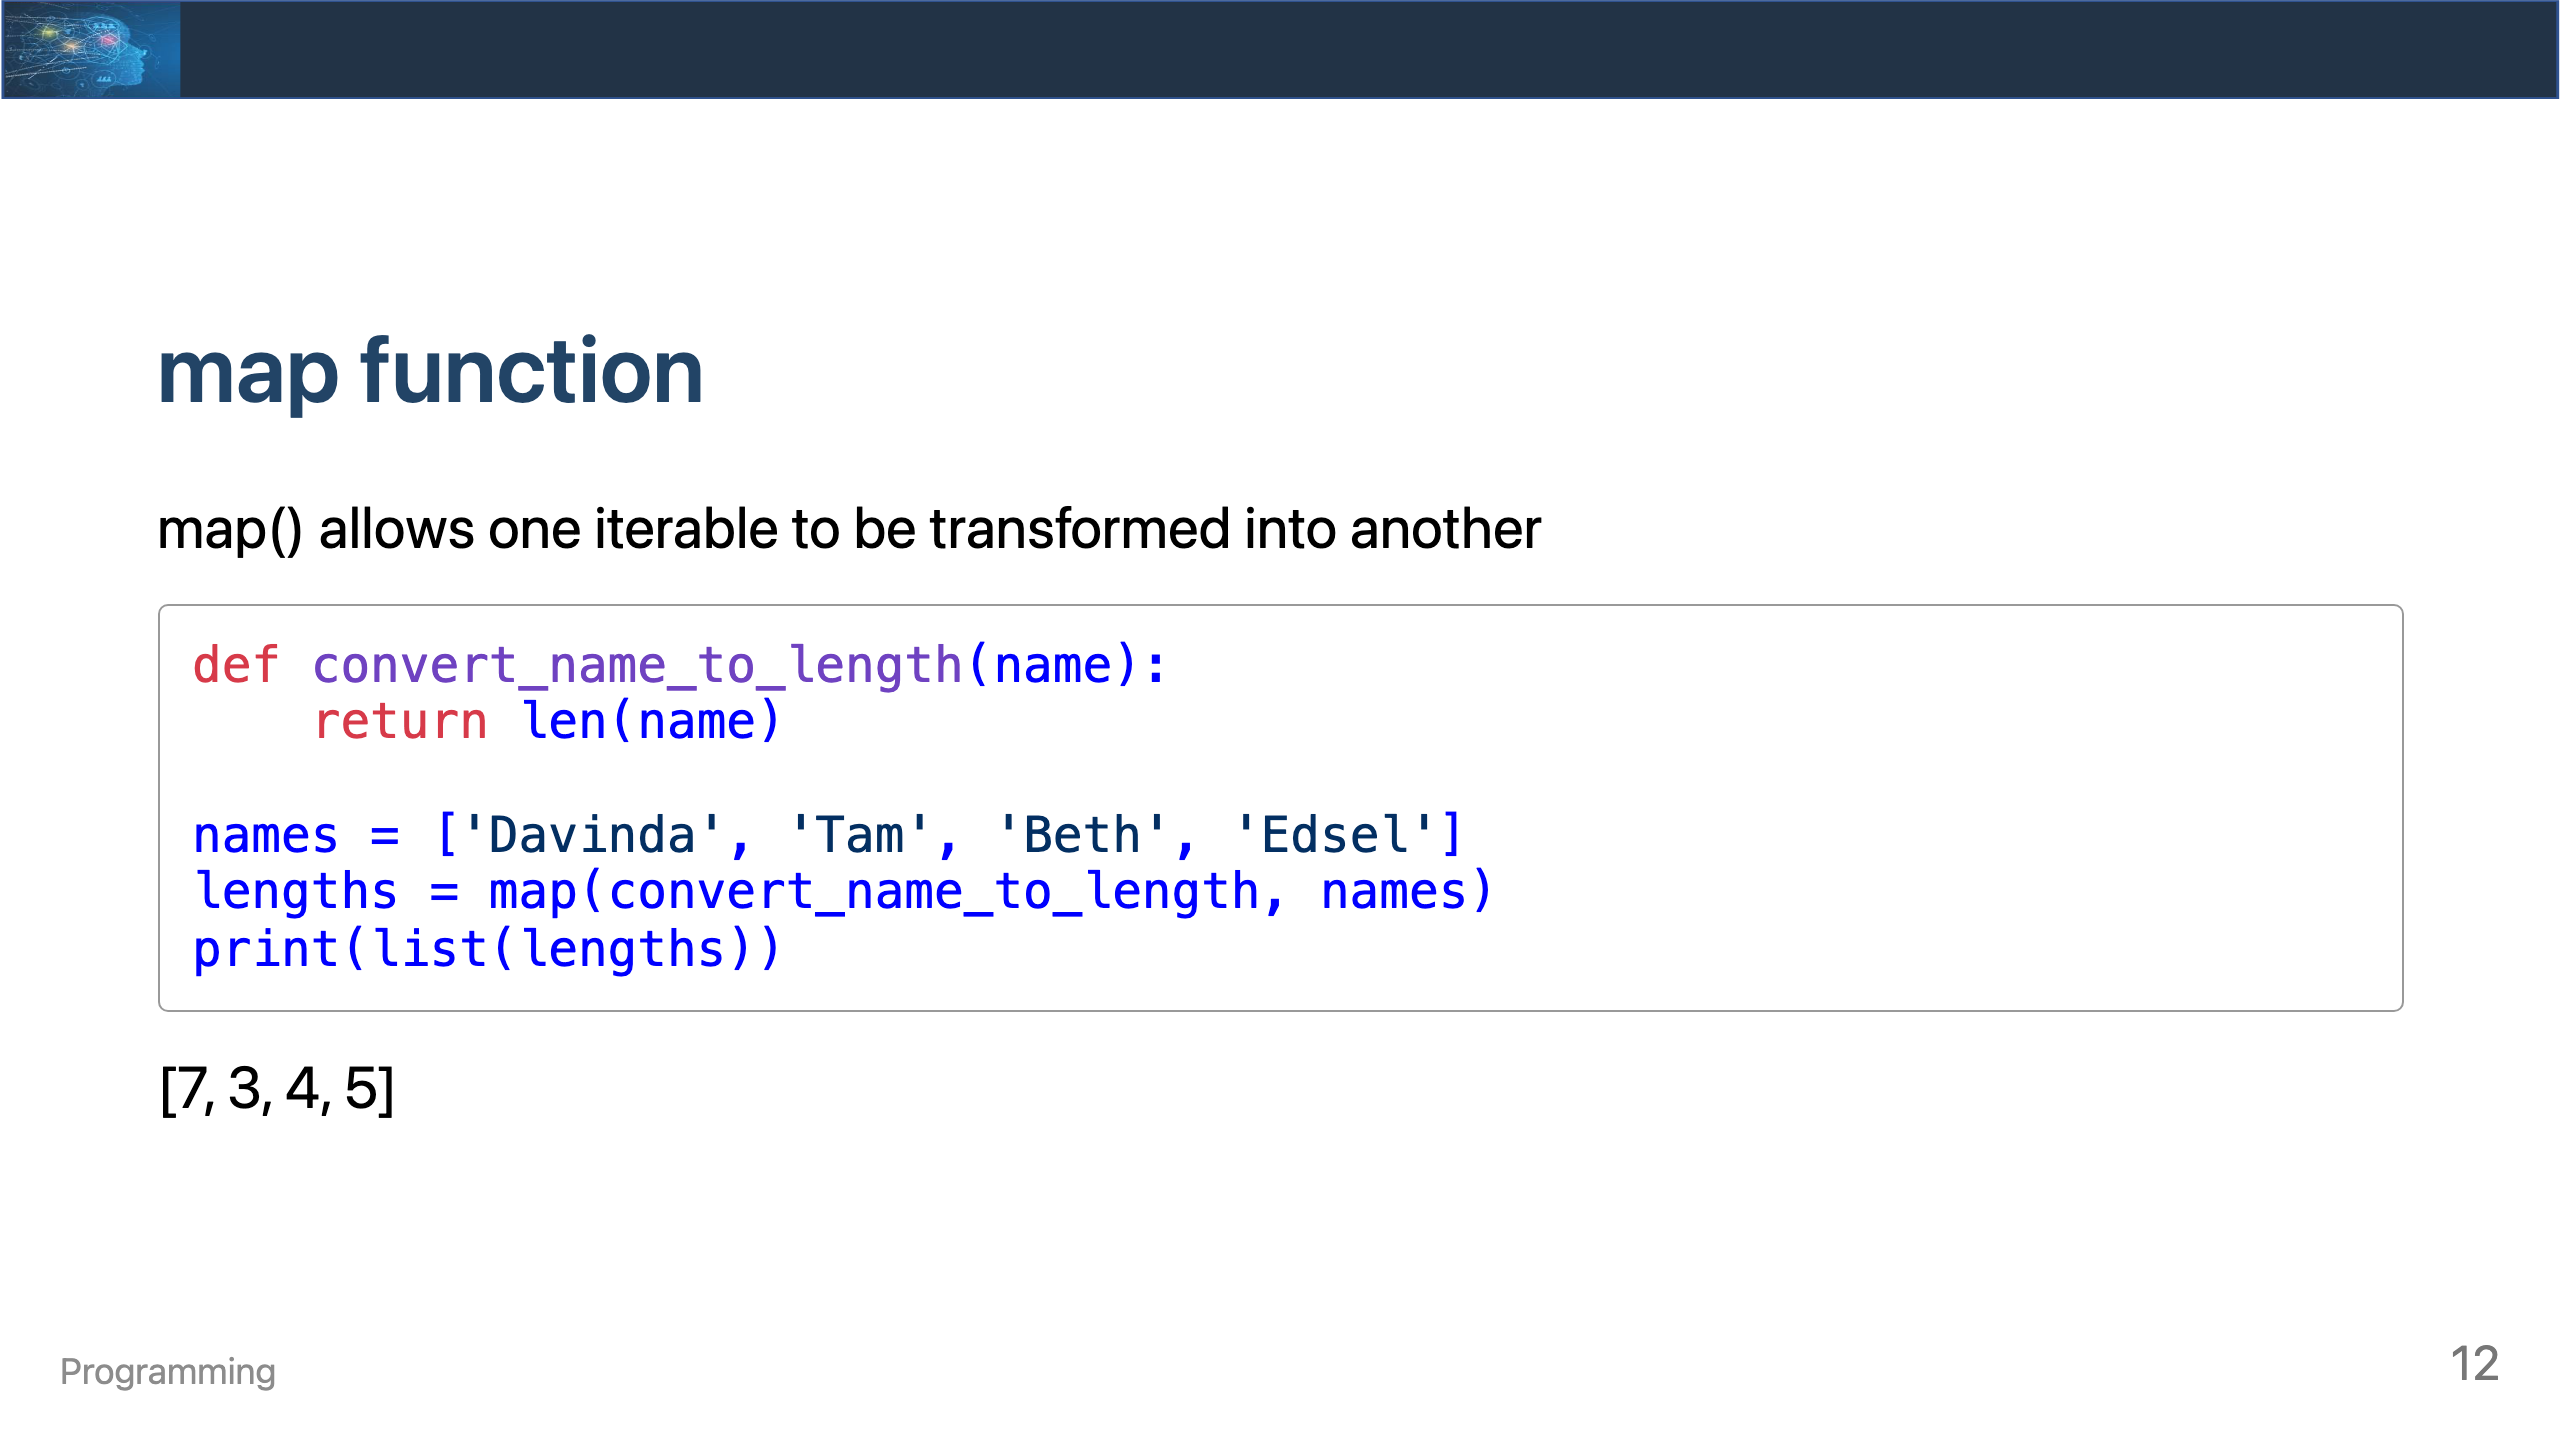 map function
map() allows one iterable to be transformed into another
def convert_name_to_length(name):
    return len(name)
names = ['Davinda', 'Tam', 'Beth', 'Edsel']
lengths = map(convert_name_to_length, names)
print(list(lengths))
[7, 3, 4, 5]
Programming
12